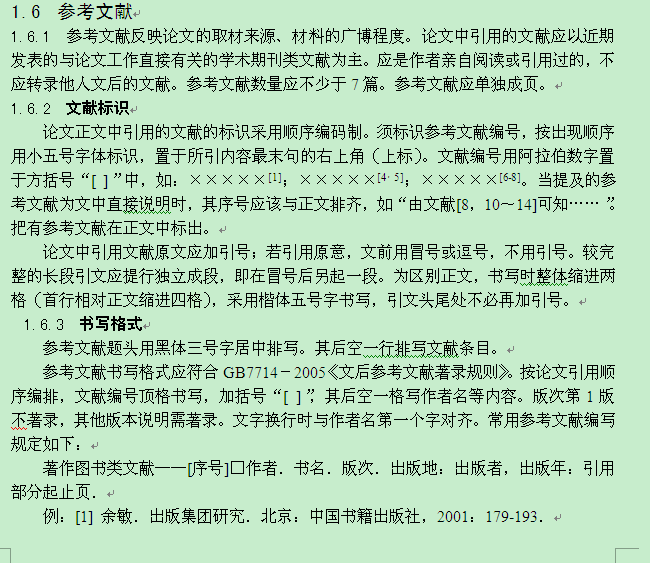 1.6 参考文献
1.6.1 参考文献反映论文的取材来源、材料的广博程度。论文中引用的文献应以近期
发表的与论文工作直接有关的学术期刊类文献为主。应是作者亲自阅读或引用过的，不
应转录他人文后的文献。参考文献数量应不少于7篇。参考文献应单独成页。
1.6.2 文献标识
论文正文中引用的文献的标识采用顺序编码制。须标识参考文献编号，按出现顺序
用小五号字体标识，置于所引内容最末句的右上角（上标）。文献编号用阿拉伯数字置
于方括号“[ ]”中，如：×××××[1]；×××××[4，5]；×××××[6-8]。当提及的参
考文献为文中直接说明时，其序号应该与正文排齐，如“由文献[8，10～14]可知……”。
把有参考文献在正文中标出。
论文中引用文献原文应加引号；若引用原意，文前用冒号或逗号，不用引号。较完
整的长段引文应提行独立成段，即在冒号后另起一段。为区别正文，书写时整体缩进两
格（首行相对正文缩进四格），采用楷体五号字书写，引文头尾处不必再加引号。
1.6.3 书写格式
参考文献题头用黑体三号字居中排写。其后空一行排写文献条目。
参考文献书写格式应符合 GB7714－2005《文后参考文献著录规则》。按论文引用顺
序编排，文献编号顶格书写，加括号“[ ]”，其后空一格写作者名等内容。版次第 1 版
不著录，其他版本说明需著录。文字换行时与作者名第一个字对齐。常用参考文献编写
规定如下：
著作图书类文献——[序号]□作者．书名．版次．出版地：出版者，出版年：引用
部分起止页．
例：[1] 余敏．出版集团研究．北京：中国书籍出版社，2001：179-193．